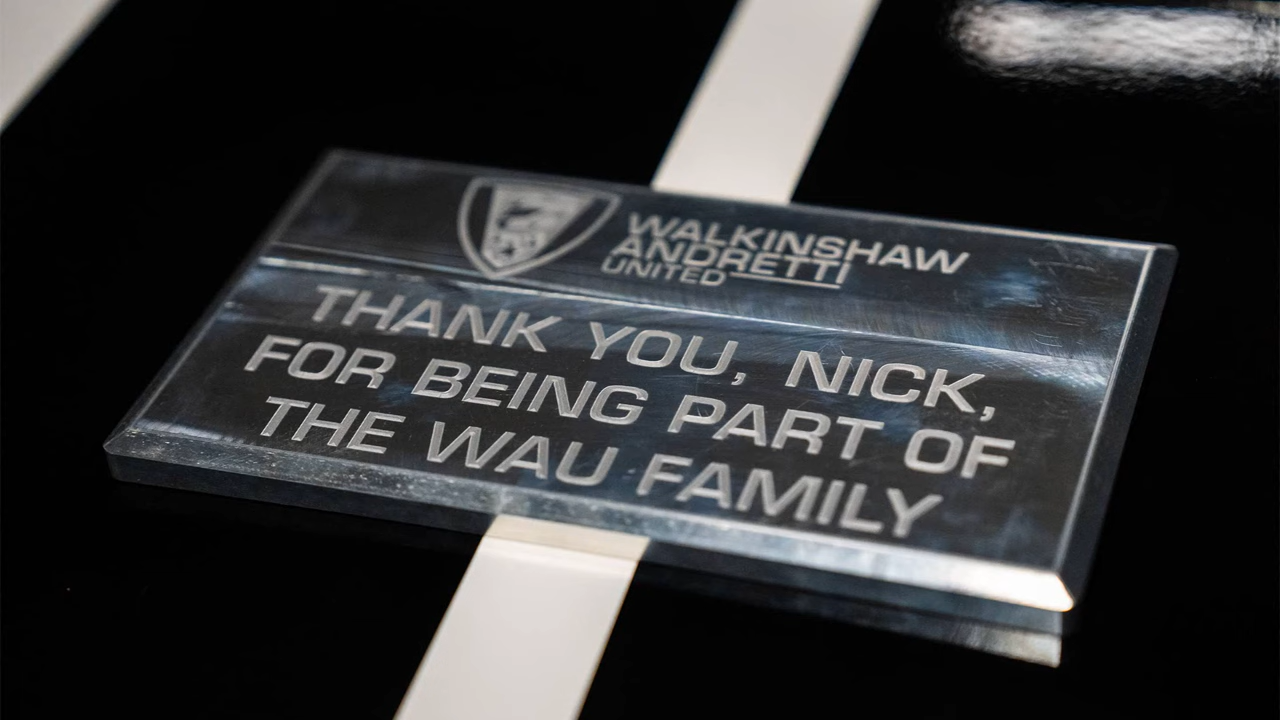 WALKINSHAW
ANDRETTI
UNITED
THANK YOU, NICK,
FOR BEING PART OF
THE WAU FAMILY